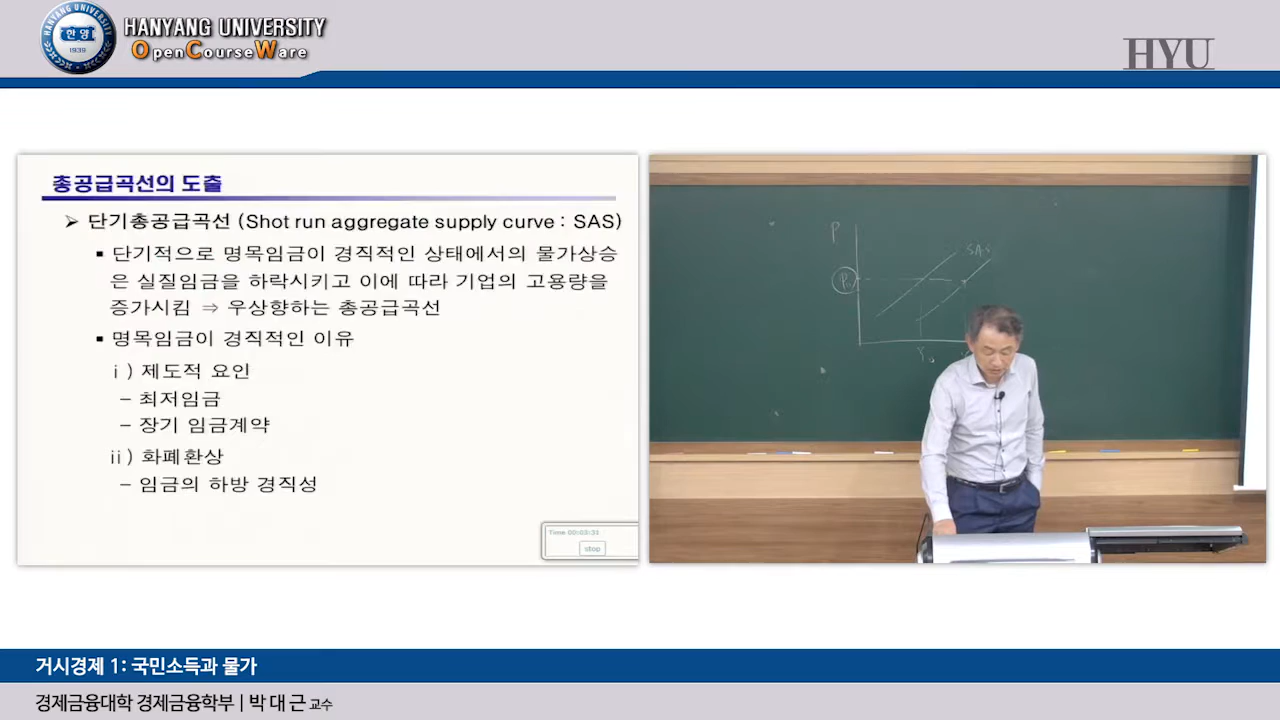 HANYANG UNIVERSITY
OpenCourseWare
한양
1939
HYU
총공급곡선의 도출
➤ 단기총공급곡선 (Shot run aggregate supply curve : SAS)
▪ 단기적으로 명목임금이 경직적인 상태에서의 물가상승
은 실질임금을 하락시키고 이에 따라 기업의 고용량을
증가시킴 ⇒ 우상향하는 총공급곡선
▪ 명목임금이 경직적인 이유
ⅰ) 제도적 요인
– 최저임금
– 장기 임금계약
ⅱ) 화폐환상
– 임금의 하방 경직성
Time 00:03:31
stop
P
SAS
P₀
Y₀
거시경제 1: 국민소득과 물가
경제금융대학 경제금융학부 | 박 대 근 교수